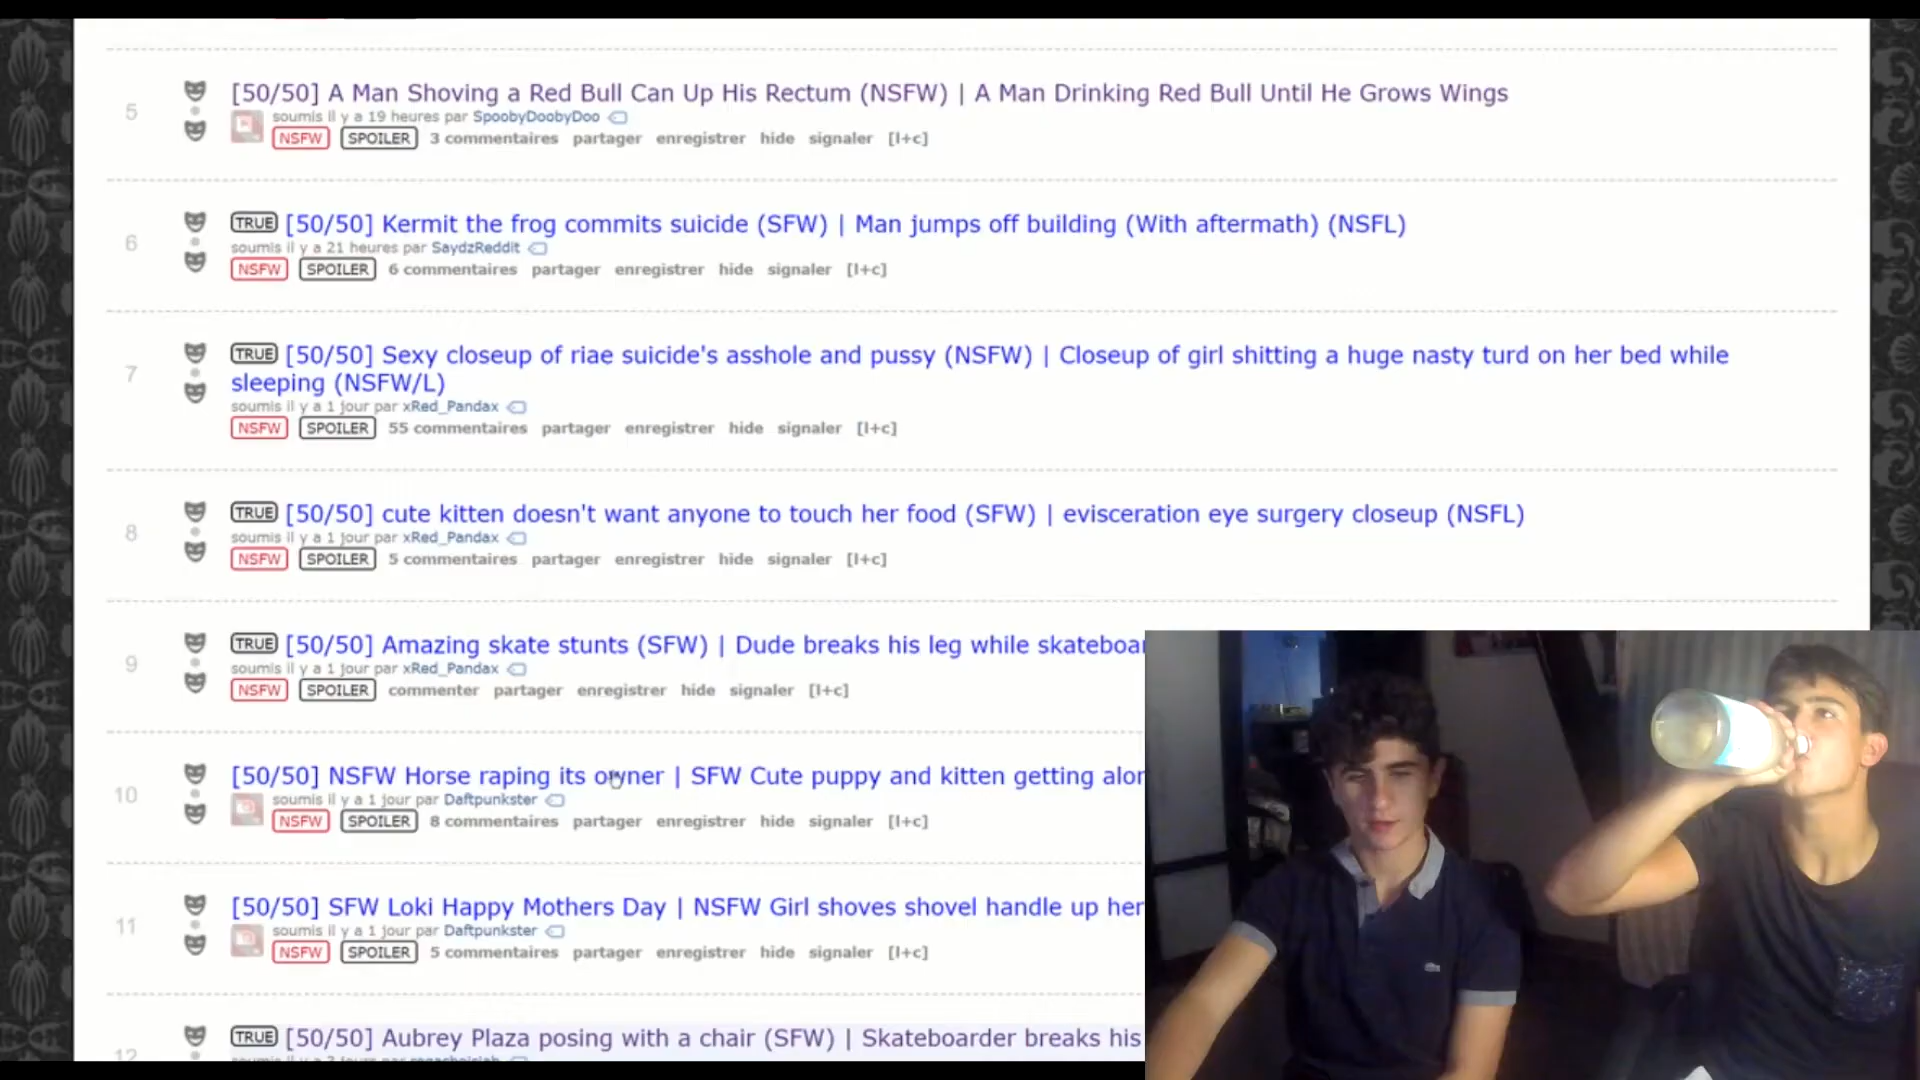 5
[50/50] A Man Shoving a Red Bull Can Up His Rectum (NSFW) | A Man Drinking Red Bull Until He Grows Wings
soumis il y a 19 heures par SpoobyDoobyDoo
NSFW SPOILER 3 commentaires partager enregistrer hide signaler [l+c]
6
TRUE [50/50] Kermit the frog commits suicide (SFW) | Man jumps off building (With aftermath) (NSFL)
soumis il y a 21 heures par SaydzReddit
NSFW SPOILER 6 commentaires partager enregistrer hide signaler [l+c]
7
TRUE [50/50] Sexy closeup of riae suicide's asshole and pussy (NSFW) | Closeup of girl shitting a huge nasty turd on her bed while
sleeping (NSFW/L)
soumis il y a 1 jour par xRed_Pandax
NSFW SPOILER 55 commentaires partager enregistrer hide signaler [l+c]
8
TRUE [50/50] cute kitten doesn't want anyone to touch her food (SFW) | evisceration eye surgery closeup (NSFL)
soumis il y a 1 jour par xRed_Pandax
NSFW SPOILER 5 commentaires partager enregistrer hide signaler [l+c]
9
TRUE [50/50] Amazing skate stunts (SFW) | Dude breaks his leg while skateboar
soumis il y a 1 jour par xRed_Pandax
NSFW SPOILER commenter partager enregistrer hide signaler [l+c]
10
[50/50] NSFW Horse raping its owner | SFW Cute puppy and kitten getting alon
soumis il y a 1 jour par Daftpunkster
NSFW SPOILER 8 commentaires partager enregistrer hide signaler [l+c]
11
[50/50] SFW Loki Happy Mothers Day | NSFW Girl shoves shovel handle up her
soumis il y a 1 jour par Daftpunkster
NSFW SPOILER 5 commentaires partager enregistrer hide signaler [l+c]
12
TRUE [50/50] Aubrey Plaza posing with a chair (SFW) | Skateboarder breaks his
soumis il y a 2 jours par